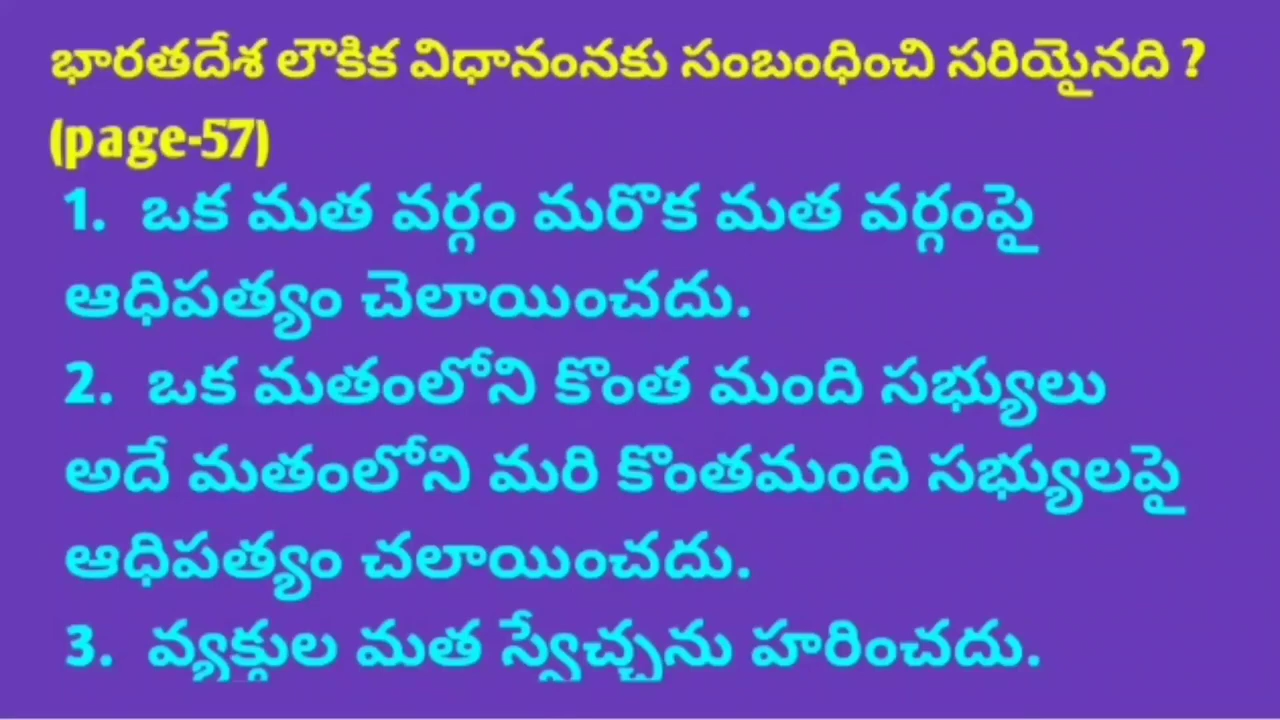 భారతదేశ లౌకిక విధానంనకు సంబంధించి సరియైనది ?
(page-57)
1. ఒక మత వర్గం మరొక మత వర్గంపై
ఆధిపత్యం చెలాయించదు.
2. ఒక మతంలోని కొంత మంది సభ్యులు
అదే మతంలోని మరి కొంతమంది సభ్యులపై
ఆధిపత్యం చలాయించదు.
3. వ్యక్తుల మత స్వేచ్చను హరించదు.